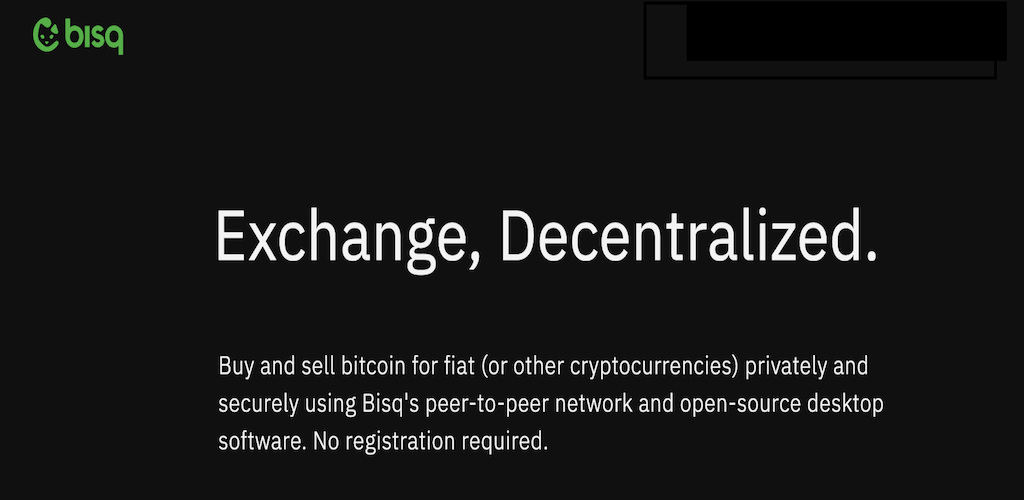 bisq
Exchange, Decentralized.
Buy and sell bitcoin for fiat (or other cryptocurrencies) privately and
securely using Bisq's peer-to-peer network and open-source desktop
software. No registration required.